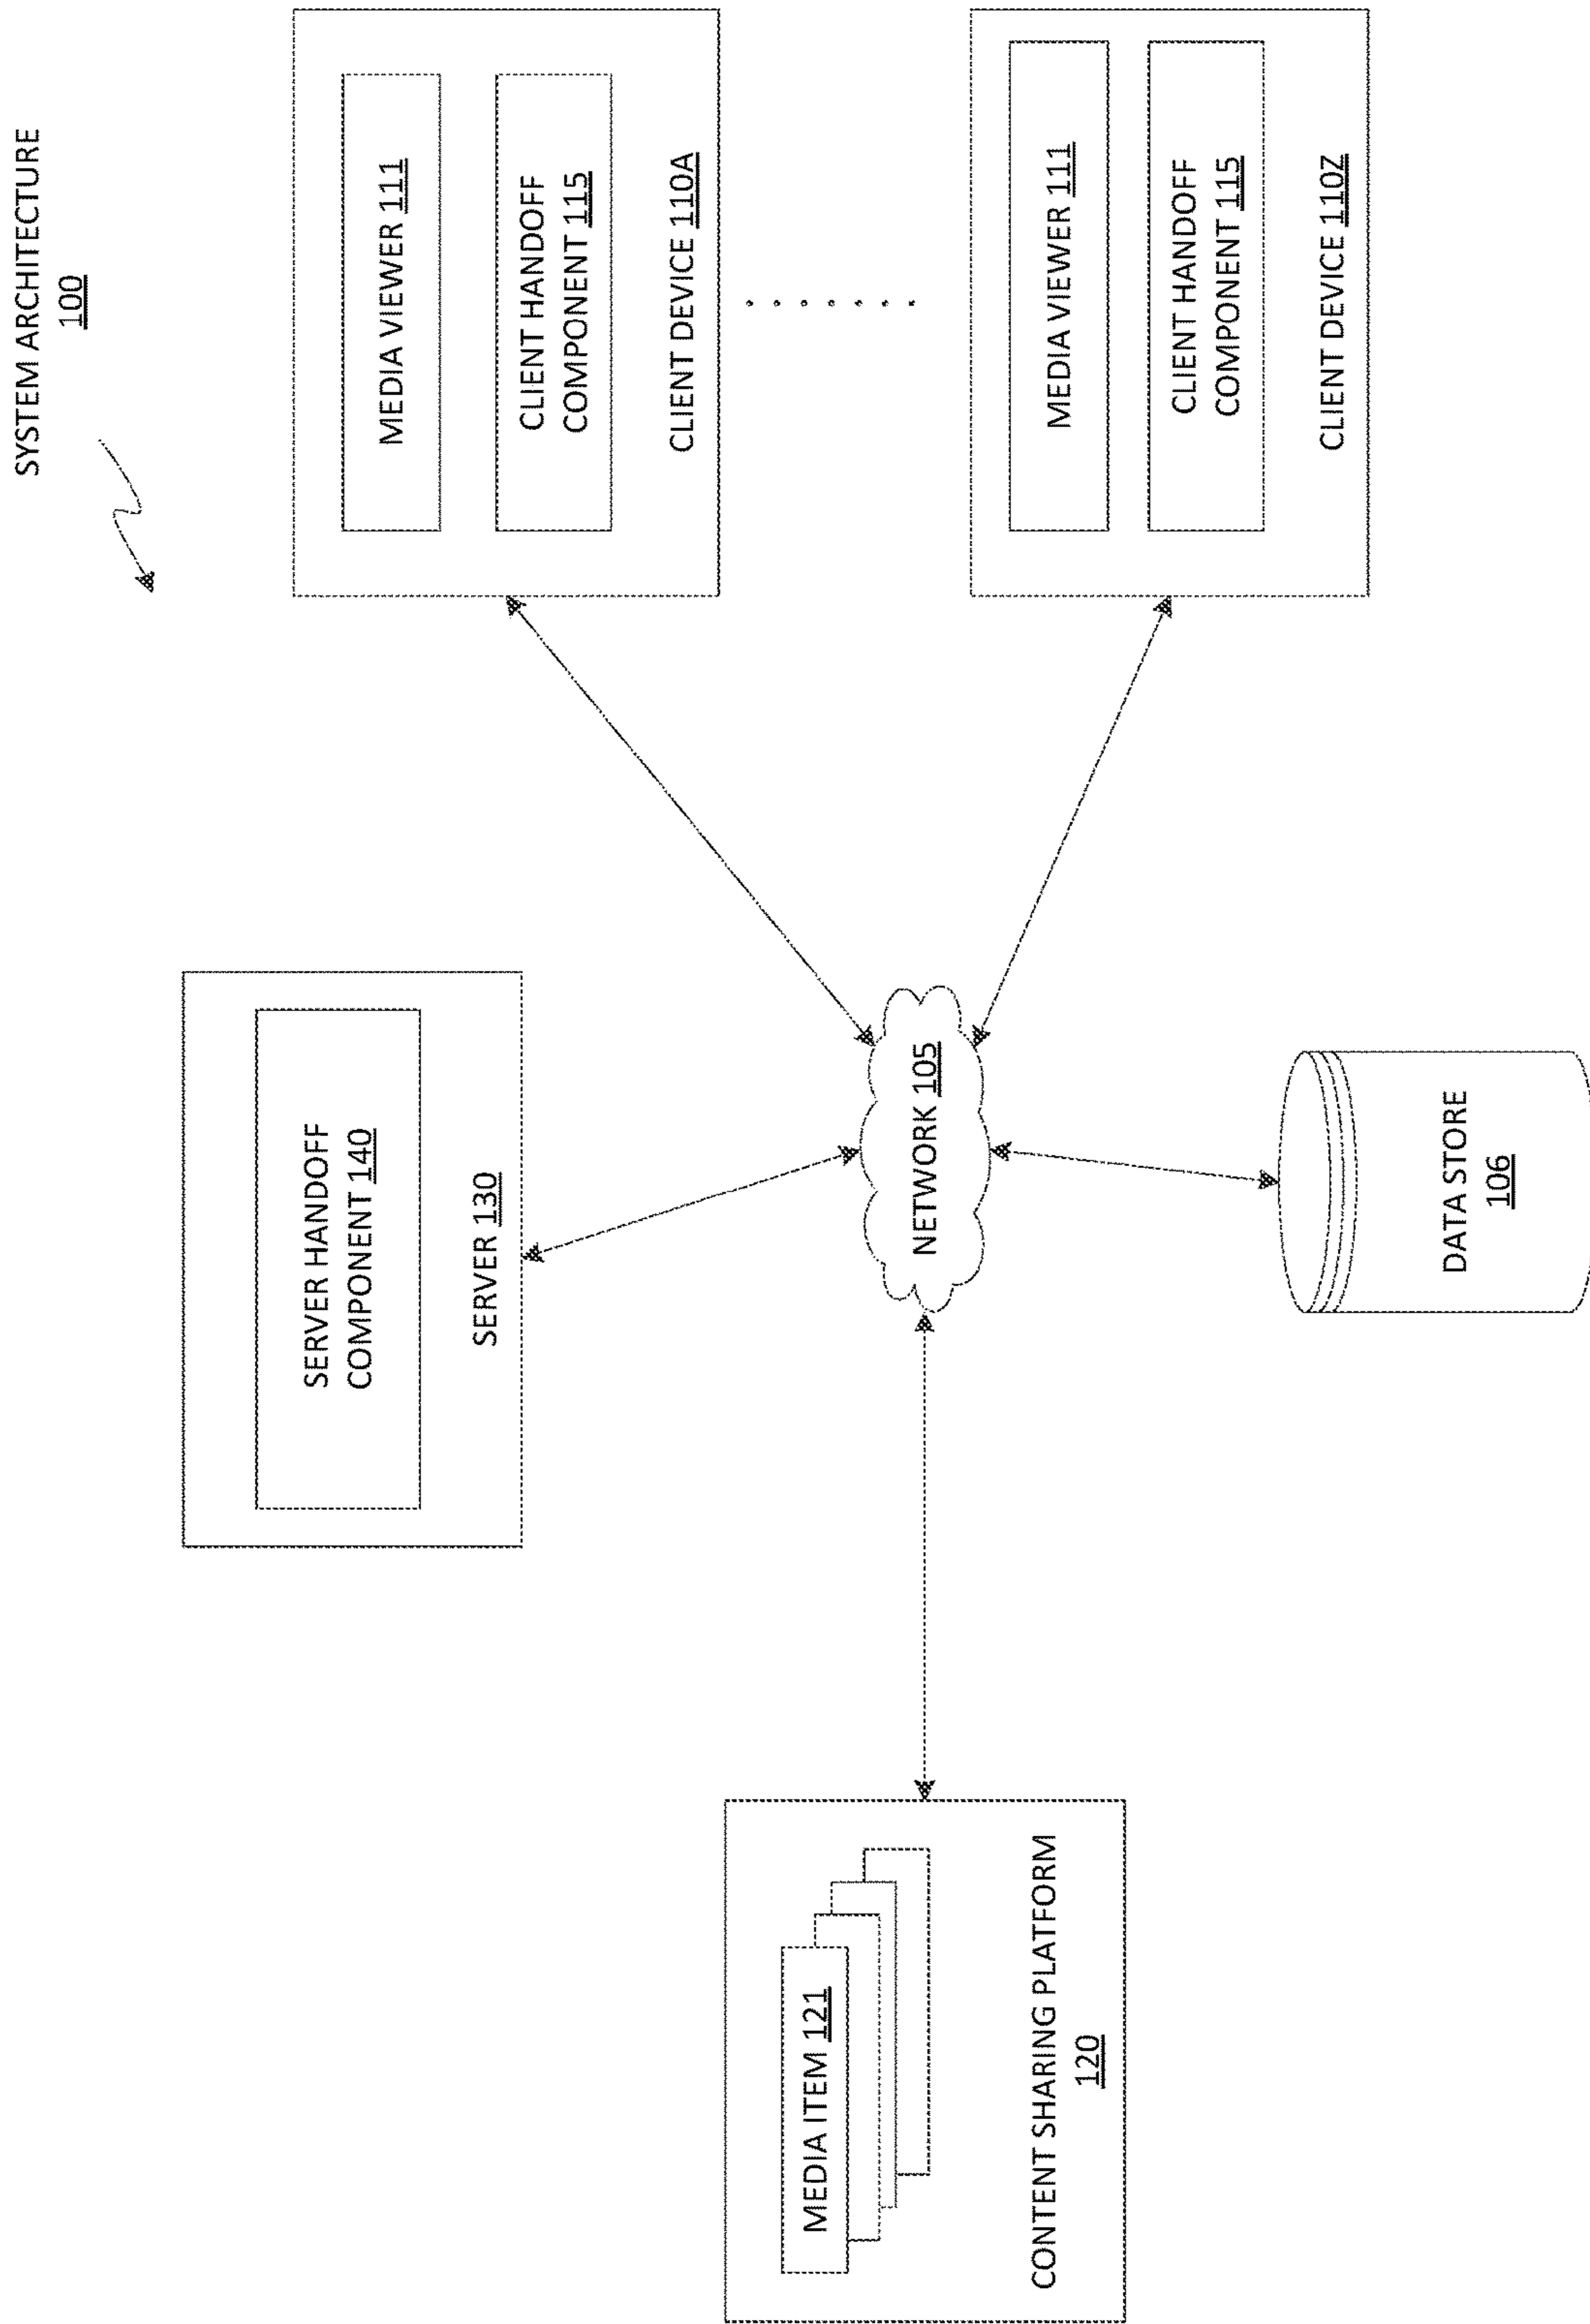 SYSTEM ARCHITECTURE
100
MEDIA VIEWER 111
CLIENT HANDOFF
COMPONENT 115
CLIENT DEVICE 110A
MEDIA VIEWER 111
CLIENT HANDOFF
COMPONENT 115
CLIENT DEVICE 110Z
SERVER HANDOFF
COMPONENT 140
SERVER 130
NETWORK 105
DATA STORE
106
MEDIA ITEM 121
CONTENT SHARING PLATFORM
120